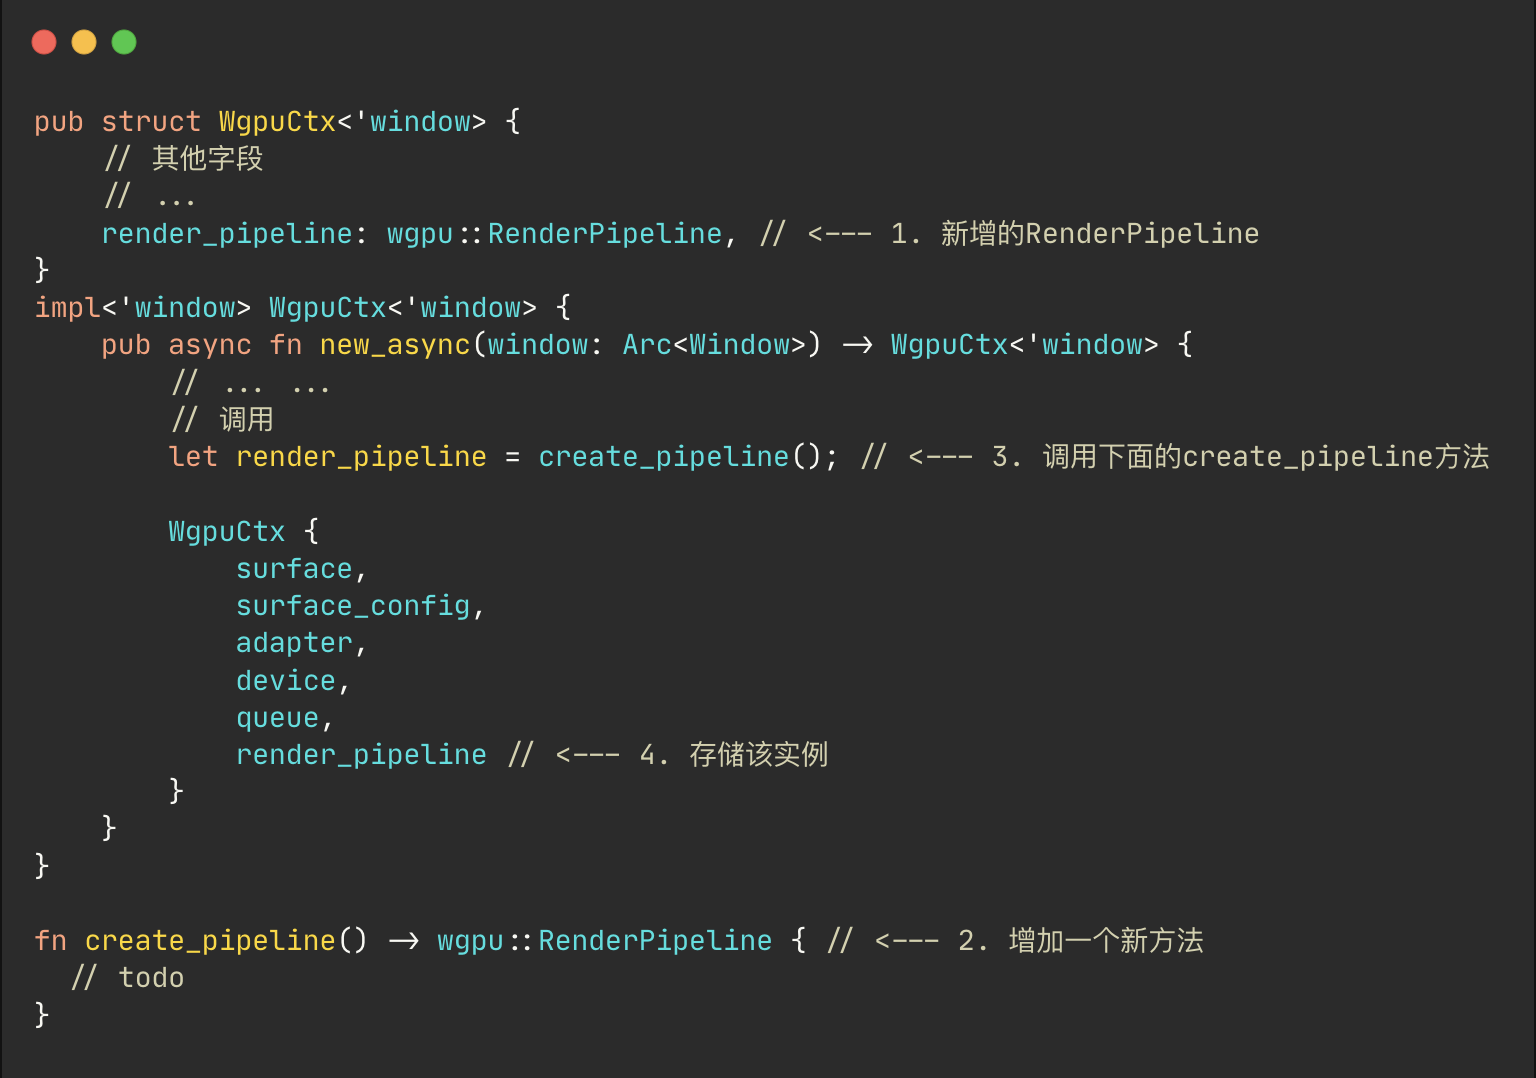 pub struct WgpuCtx<'window> {
    // 其他字段
    // ...
    render_pipeline: wgpu::RenderPipeline, // <--- 1. 新增的RenderPipeline
}
impl<'window> WgpuCtx<'window> {
    pub async fn new_async(window: Arc<Window>) -> WgpuCtx<'window> {
        // ... ...
        // 调用
        let render_pipeline = create_pipeline(); // <--- 3. 调用下面的create_pipeline方法

        WgpuCtx {
            surface,
            surface_config,
            adapter,
            device,
            queue,
            render_pipeline // <--- 4. 存储该实例
        }
    }
}

fn create_pipeline() -> wgpu::RenderPipeline { // <--- 2. 增加一个新方法
  // todo
}